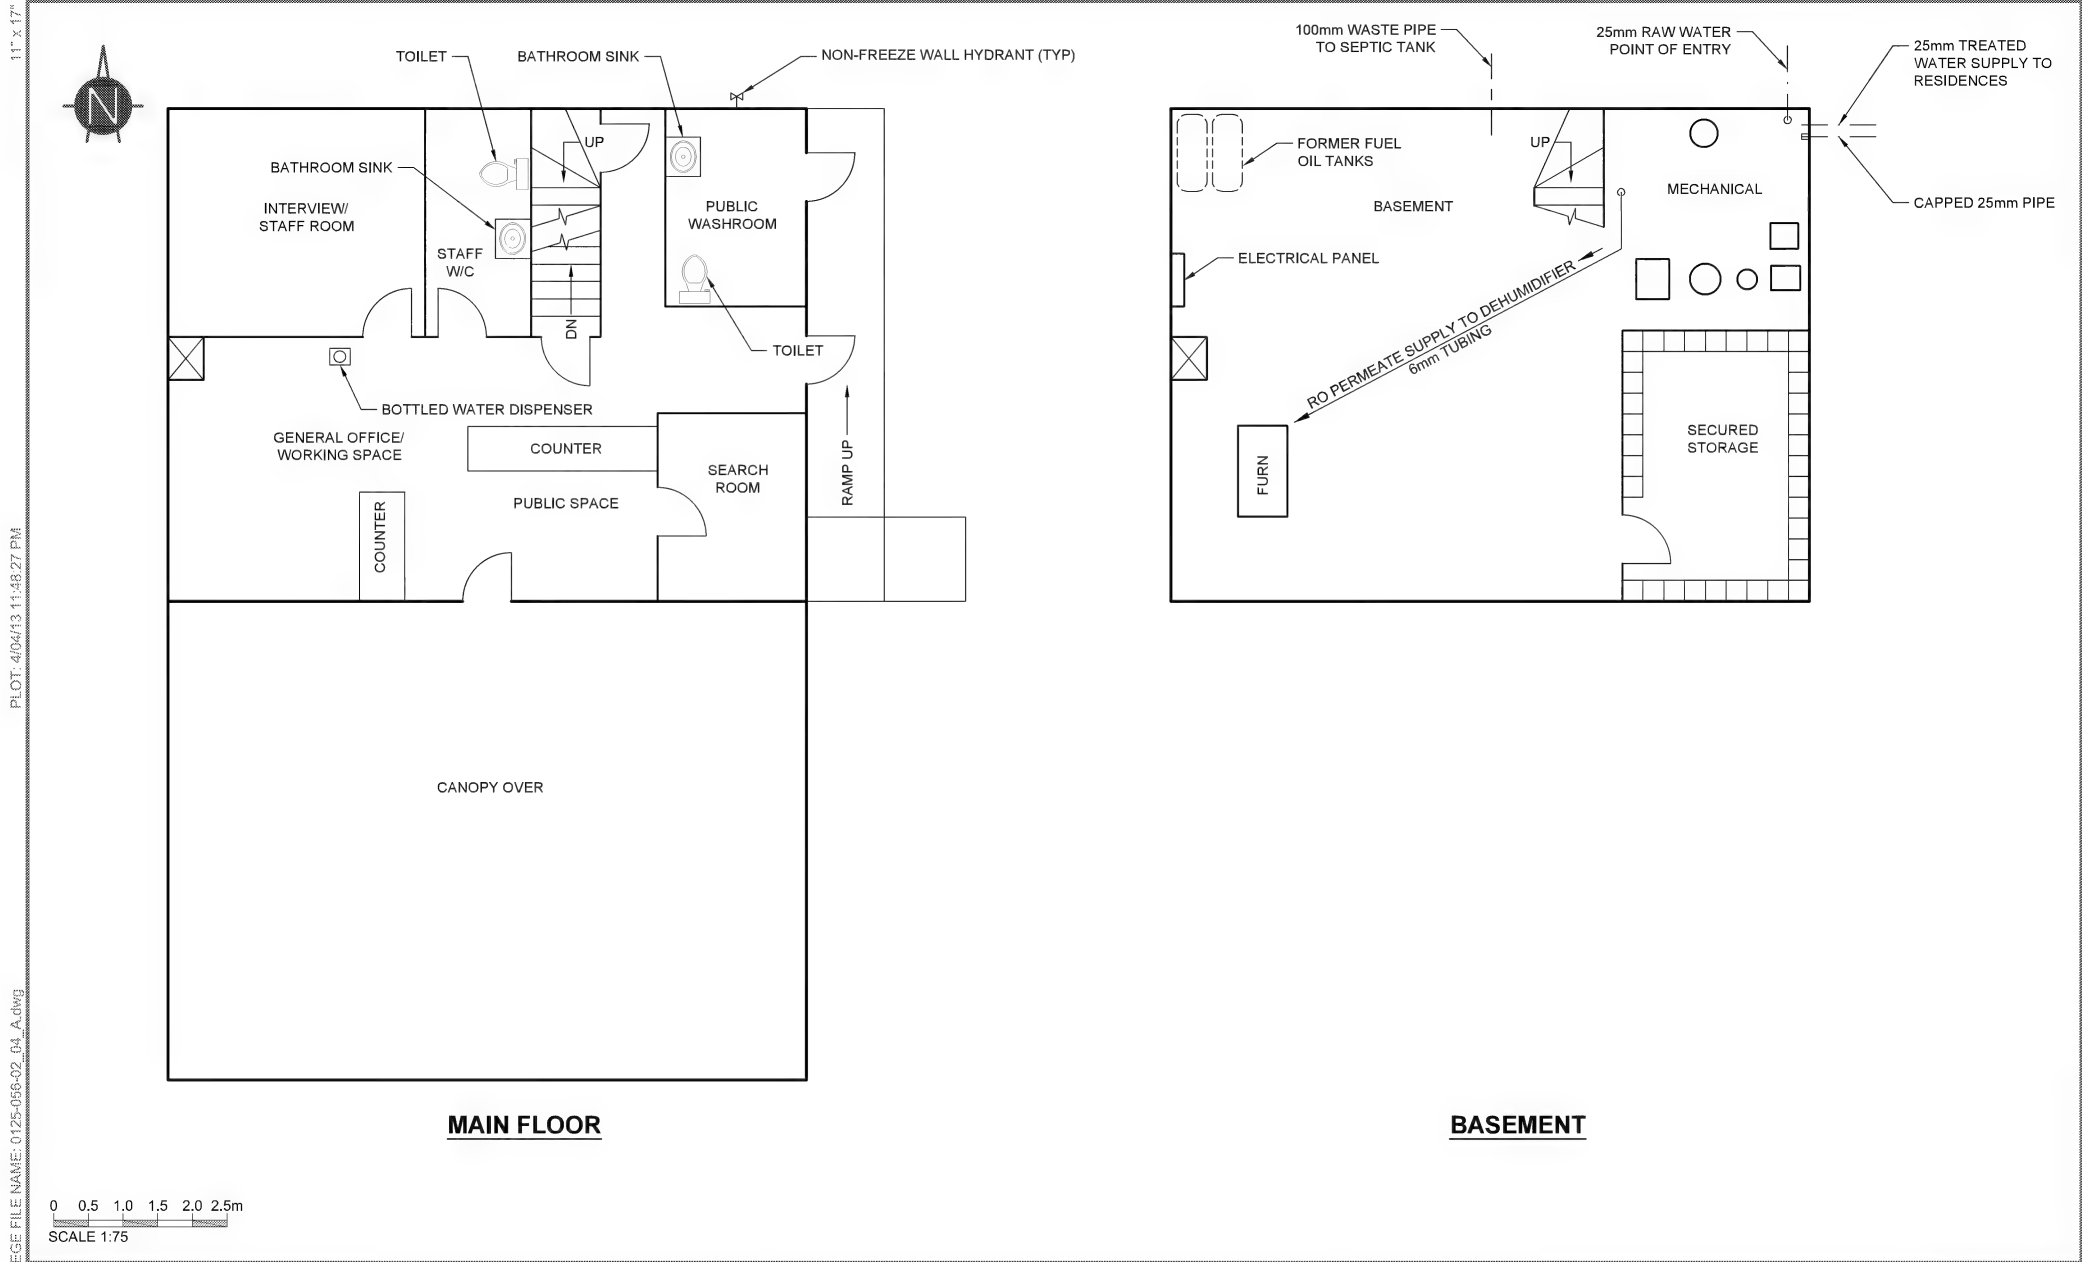 11" x 17"
PLOT: 4/04/13 11:48:27 PM
EGE FILE NAME: 0125-056-02_04_A.dwg
N
TOILET
BATHROOM SINK
NON-FREEZE WALL HYDRANT (TYP)
UP
BATHROOM SINK
INTERVIEW/
STAFF ROOM
STAFF
W/C
PUBLIC
WASHROOM
DN
TOILET
BOTTLED WATER DISPENSER
GENERAL OFFICE/
WORKING SPACE
COUNTER
SEARCH
ROOM
RAMP UP
PUBLIC SPACE
COUNTER
CANOPY OVER
MAIN FLOOR
0 0.5 1.0 1.5 2.0 2.5m
SCALE 1:75
100mm WASTE PIPE
TO SEPTIC TANK
25mm RAW WATER
POINT OF ENTRY
25mm TREATED
WATER SUPPLY TO
RESIDENCES
FORMER FUEL
OIL TANKS
UP
MECHANICAL
BASEMENT
CAPPED 25mm PIPE
ELECTRICAL PANEL
RO PERMEATE SUPPLY TO DEHUMIDIFIER
6mm TUBING
FURN
SECURED
STORAGE
BASEMENT